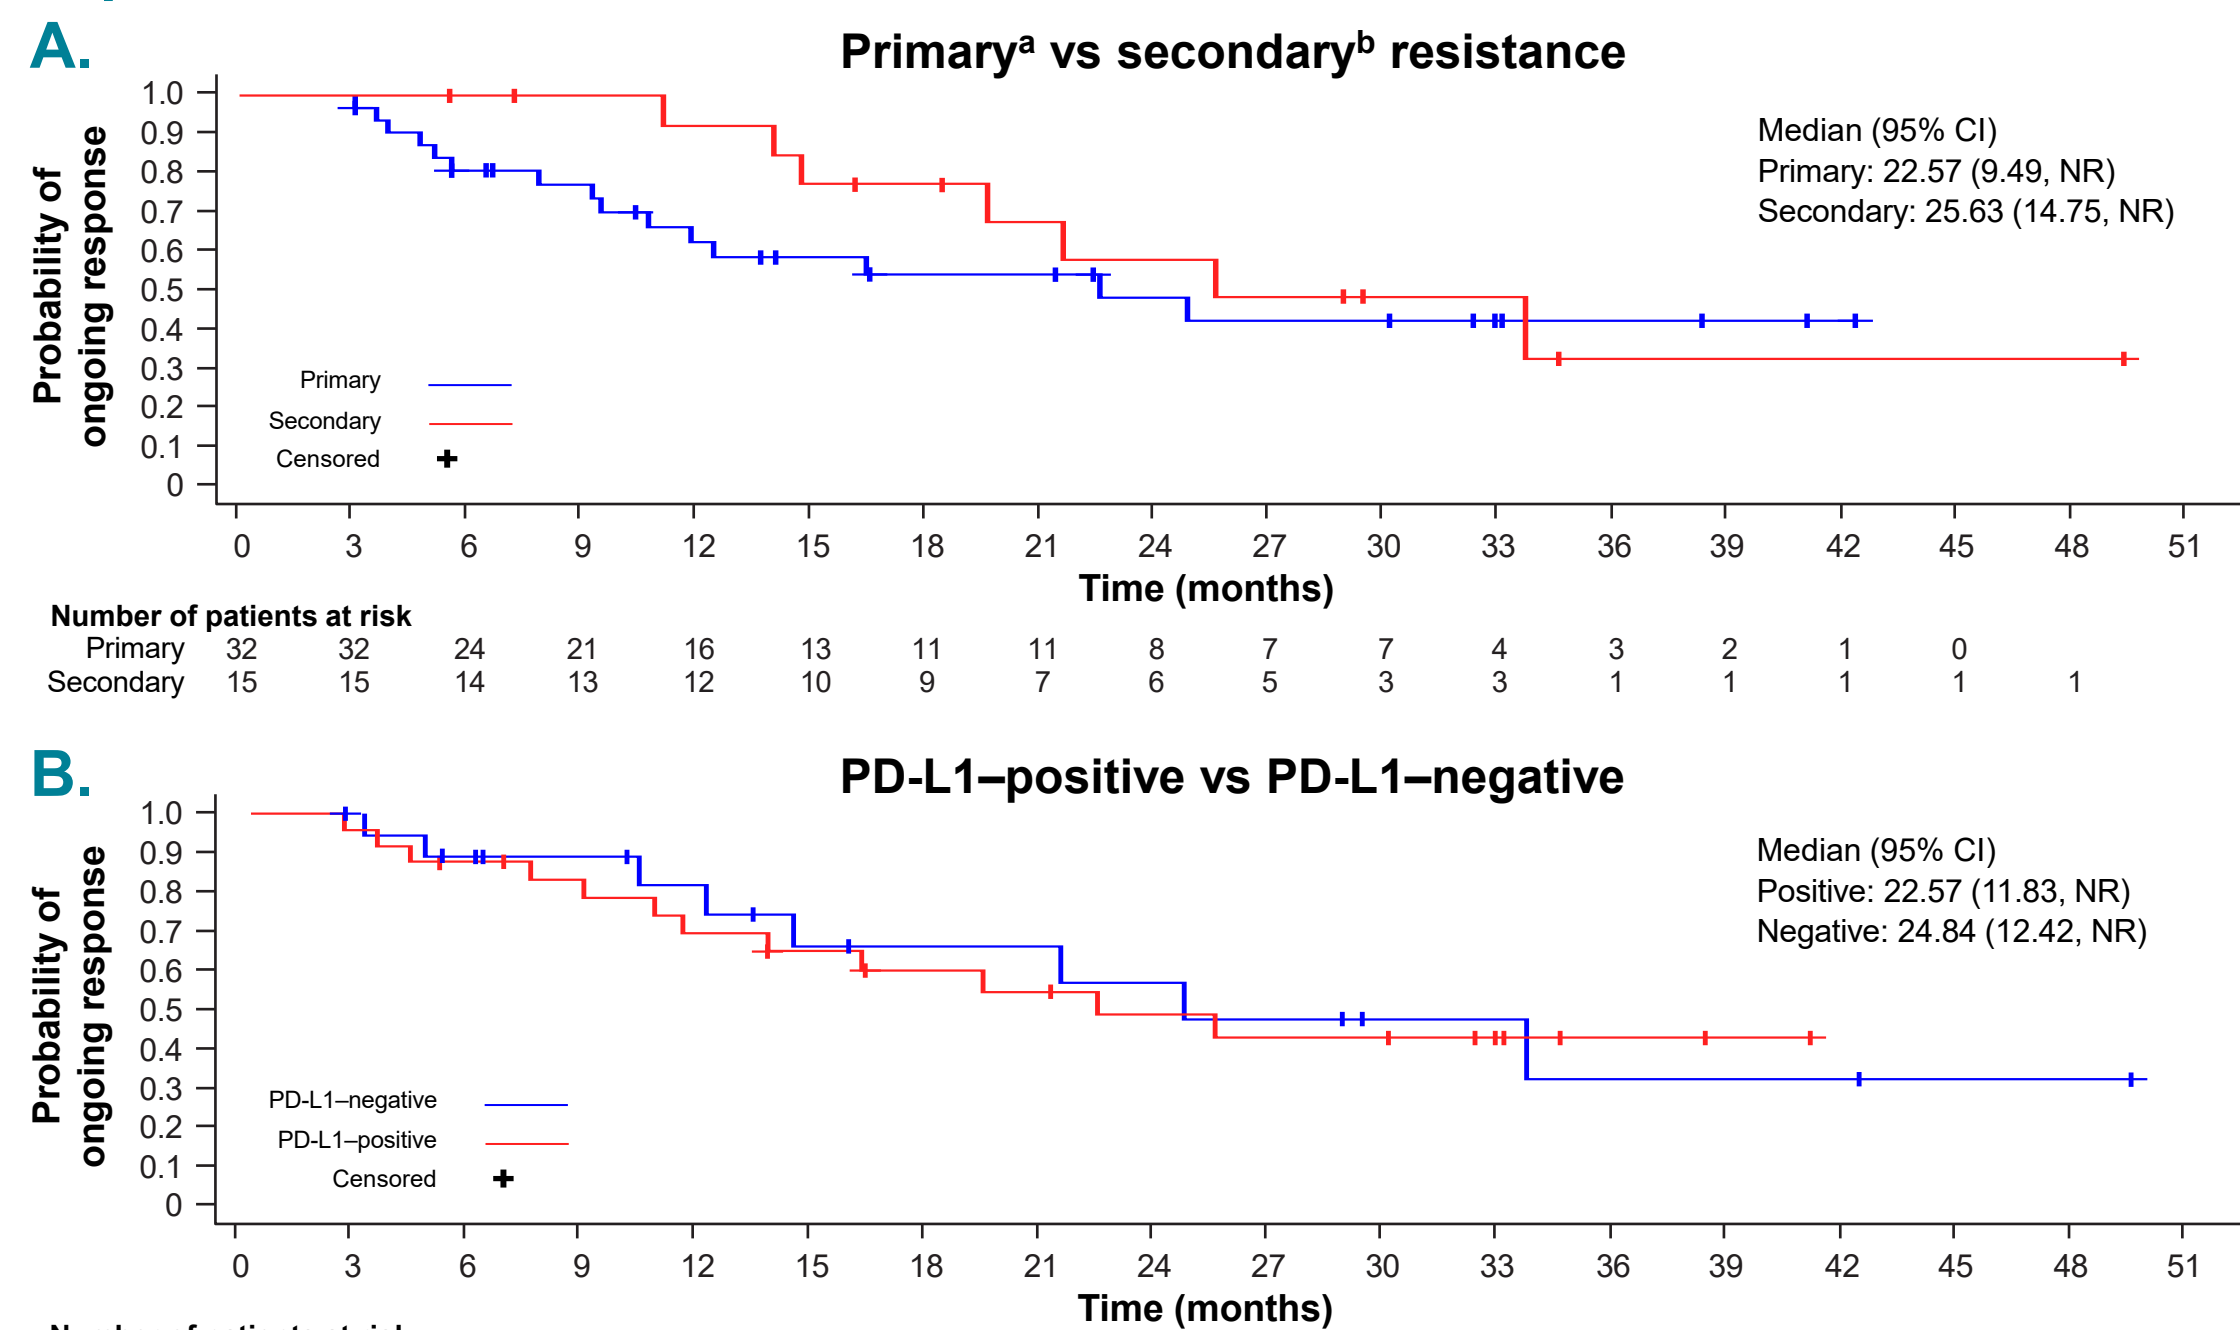 A.
Primaryᵃ vs secondaryᵇ resistance
Probability of
ongoing response
1.0
0.9
0.8
0.7
0.6
0.5
0.4
0.3
0.2
0.1
0
Median (95% CI)
Primary: 22.57 (9.49, NR)
Secondary: 25.63 (14.75, NR)
Primary
Secondary
Censored
0 3 6 9 12 15 18 21 24 27 30 33 36 39 42 45 48 51
Time (months)
Number of patients at risk
Primary 32 32 24 21 16 13 11 11 8 7 7 4 3 2 1 0
Secondary 15 15 14 13 12 10 9 7 6 5 3 3 1 1 1 1 1
B.
PD-L1–positive vs PD-L1–negative
Probability of
ongoing response
1.0
0.9
0.8
0.7
0.6
0.5
0.4
0.3
0.2
0.1
0
Median (95% CI)
Positive: 22.57 (11.83, NR)
Negative: 24.84 (12.42, NR)
PD-L1–negative
PD-L1–positive
Censored
0 3 6 9 12 15 18 21 24 27 30 33 36 39 42 45 48 51
Time (months)
Number of patients at risk